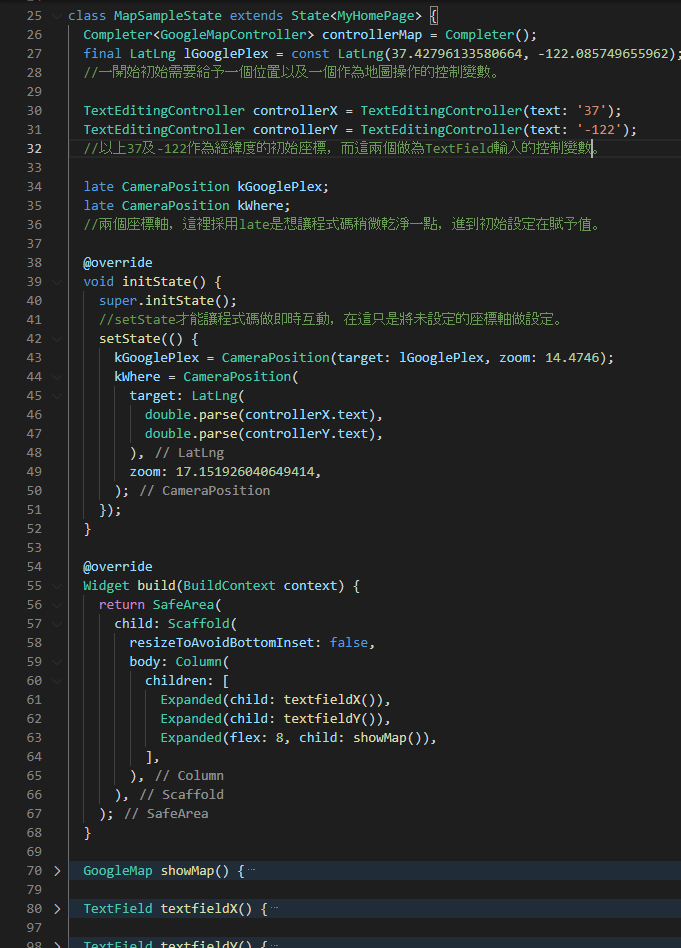 25 class MapSampleState extends State<MyHomePage> {
26 Completer<GoogleMapController> controllerMap = Completer();
27 final LatLng lGooglePlex = const LatLng(37.42796133580664, -122.085749655962);
28 //一開始初始需要給予一個位置以及一個作為地圖操作的控制變數。
29
30 TextEditingController controllerX = TextEditingController(text: '37');
31 TextEditingController controllerY = TextEditingController(text: '-122');
32 //以上37及-122作為經緯度的初始座標，而這兩個做為TextField輸入的控制變數。
33
34 late CameraPosition kGooglePlex;
35 late CameraPosition kWhere;
36 //兩個座標軸，這裡採用late是想讓程式碼稍微乾淨一點，進到初始設定在賦予值。
37
38 @override
39 void initState() {
40 super.initState();
41 //setState才能讓程式碼做即時互動，在這只是將未設定的座標軸做設定。
42 setState(() {
43 kGooglePlex = CameraPosition(target: lGooglePlex, zoom: 14.4746);
44 kWhere = CameraPosition(
45 target: LatLng(
46 double.parse(controllerX.text),
47 double.parse(controllerY.text),
48 ), // LatLng
49 zoom: 17.151926040649414,
50 ); // CameraPosition
51 });
52 }
53
54 @override
55 Widget build(BuildContext context) {
56 return SafeArea(
57 child: Scaffold(
58 resizeToAvoidBottomInset: false,
59 body: Column(
60 children: [
61 Expanded(child: textfieldX()),
62 Expanded(child: textfieldY()),
63 Expanded(flex: 8, child: showMap()),
64 ],
65 ), // Column
66 ), // Scaffold
67 ); // SafeArea
68 }
69
70 GoogleMap showMap() {…
79
80 TextField textfieldX() {…
97
98 TextField textfieldY() {…